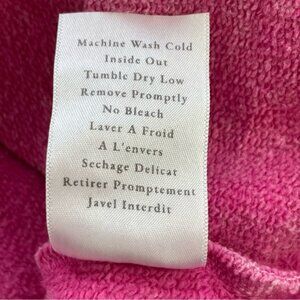 Machine Wash Cold
Inside Out
Tumble Dry Low
Remove Promptly
No Bleach
Laver A Froid
A L'envers
Sechage Delicat
Retirer Promptement
Javel Interdit